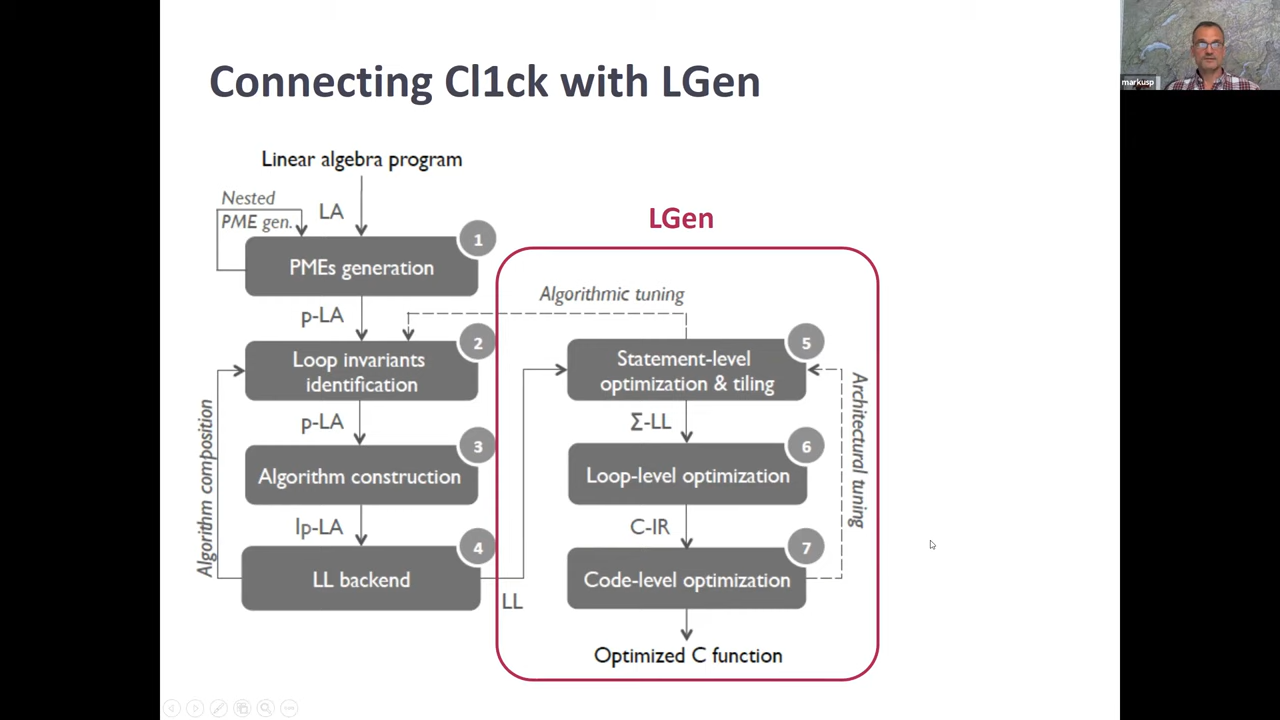 Connecting Cl1ck with LGen
markusp
Linear algebra program
Nested
PME gen.
LA
1
PMEs generation
p-LA
2
Loop invariants
identification
p-LA
3
Algorithm construction
lp-LA
4
LL backend
Algorithm composition
LL
LGen
Algorithmic tuning
5
Statement-level
optimization & tiling
Σ-LL
6
Loop-level optimization
C-IR
7
Code-level optimization
Architectural tuning
Optimized C function